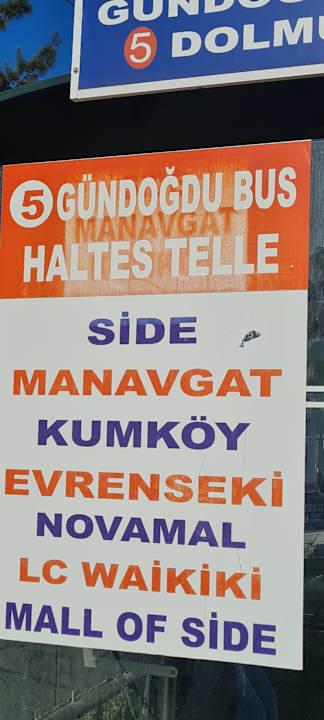 GÜNDOĞ
5 DOLMU
5 GÜNDOĞDU BUS
MANAVGAT
HALTES TELLE
SİDE
MANAVGAT
KUMKÖY
EVRENSEKİ
NOVAMAL
LC WAİKİKİ
MALL OF SİDE